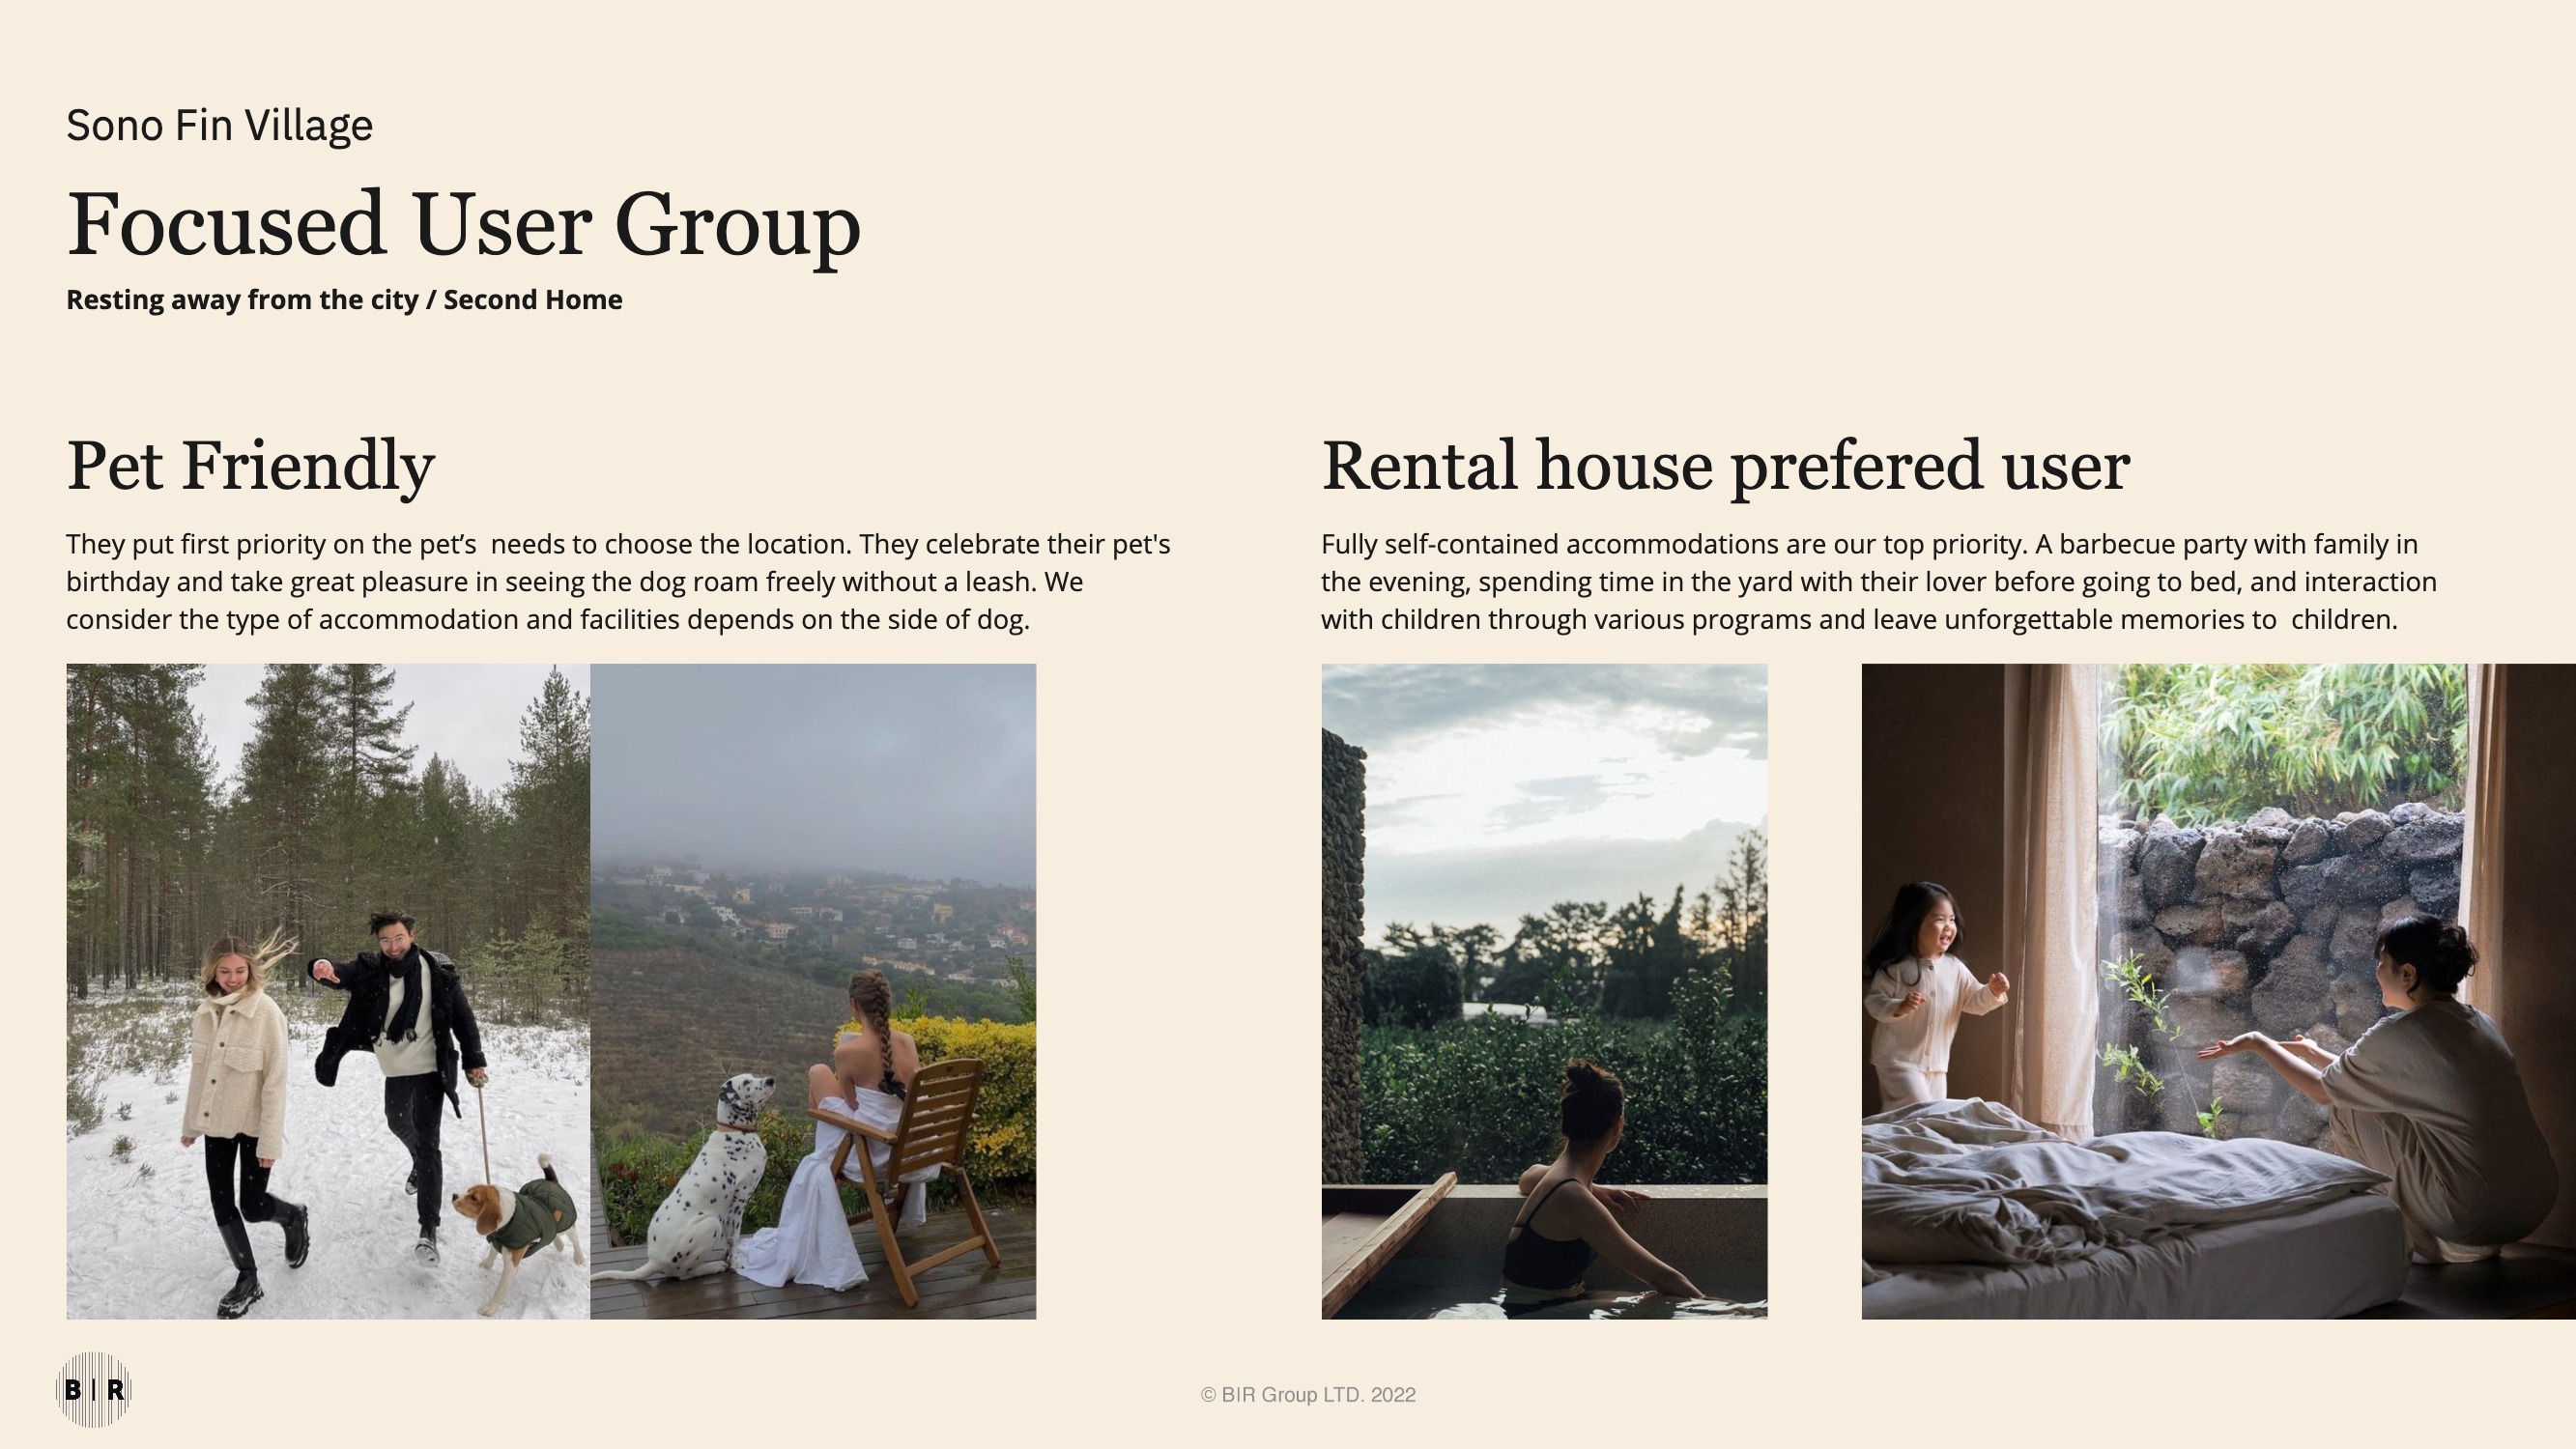 Sono Fin Village
Focused User Group
Resting away from the city / Second Home
Pet Friendly
They put first priority on the pet’s  needs to choose the location. They celebrate their pet's
birthday and take great pleasure in seeing the dog roam freely without a leash. We
consider the type of accommodation and facilities depends on the side of dog.
Rental house prefered user
Fully self-contained accommodations are our top priority. A barbecue party with family in
the evening, spending time in the yard with their lover before going to bed, and interaction
with children through various programs and leave unforgettable memories to  children.
B I R
© BIR Group LTD. 2022